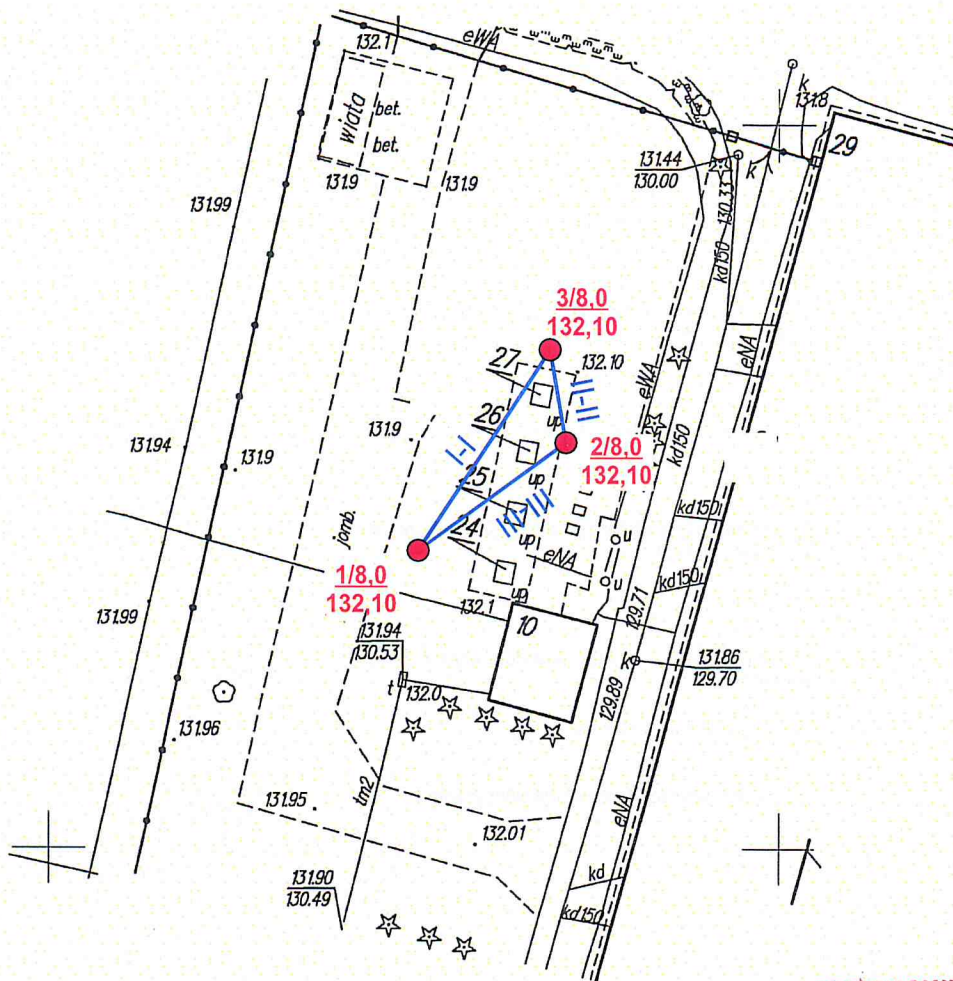 132.1
eWA
k
131.8
29
wiata
bet.
bet.
131.9
131.9
131.44
130.00
k
130.33
kd150
131.99
3/8,0
132,10
132.10
eNA
eWA
27
II-II
up
26
131.9
I-I
2/8,0
132,10
up
kd150
131.94
131.9
25
III-III
up
kd150
24
eNA
u
jomb.
1/8,0
132,10
up
u
kd150
132.1
10
129.71
131.99
131.94
130.53
k
131.86
129.70
t
132.0
129.89
131.96
tm2
eNA
131.95
132.01
131.90
130.49
kd
kd150